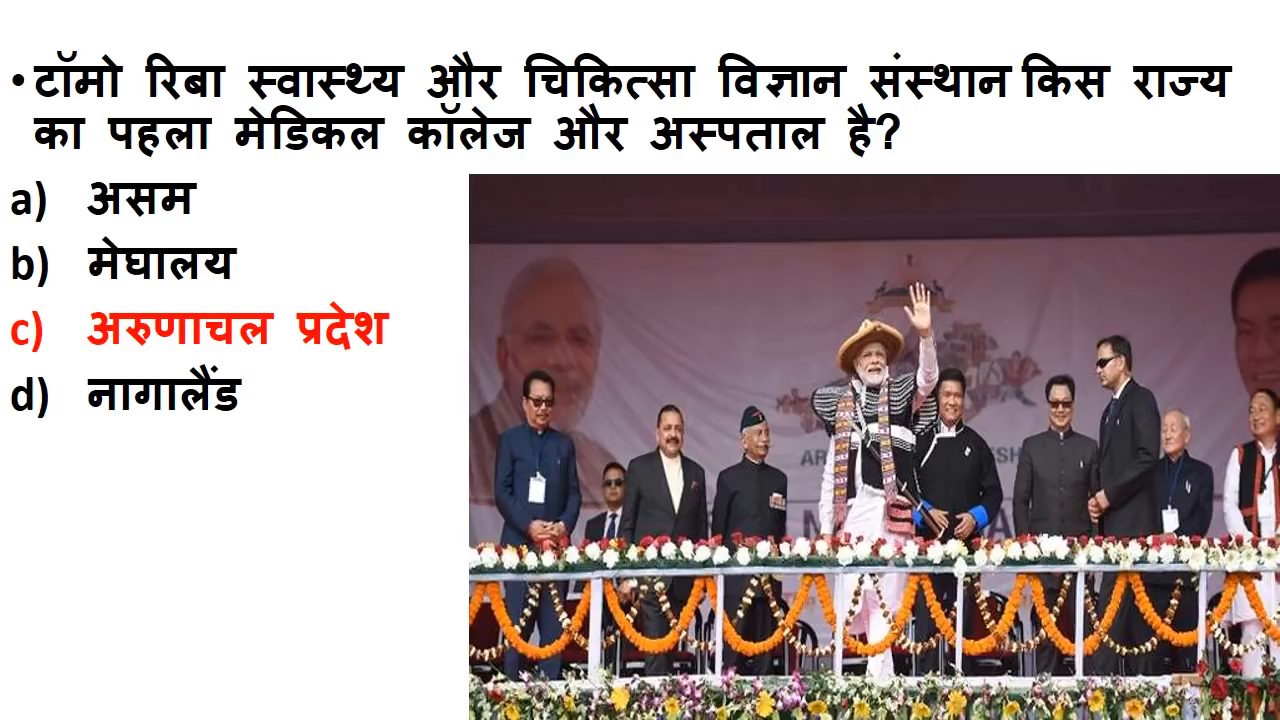 • टॉमो रिबा स्वास्थ्य और चिकित्सा विज्ञान संस्थान किस राज्य
का पहला मेडिकल कॉलेज और अस्पताल है?
a) असम
b) मेघालय
c) अरुणाचल प्रदेश
d) नागालैंड